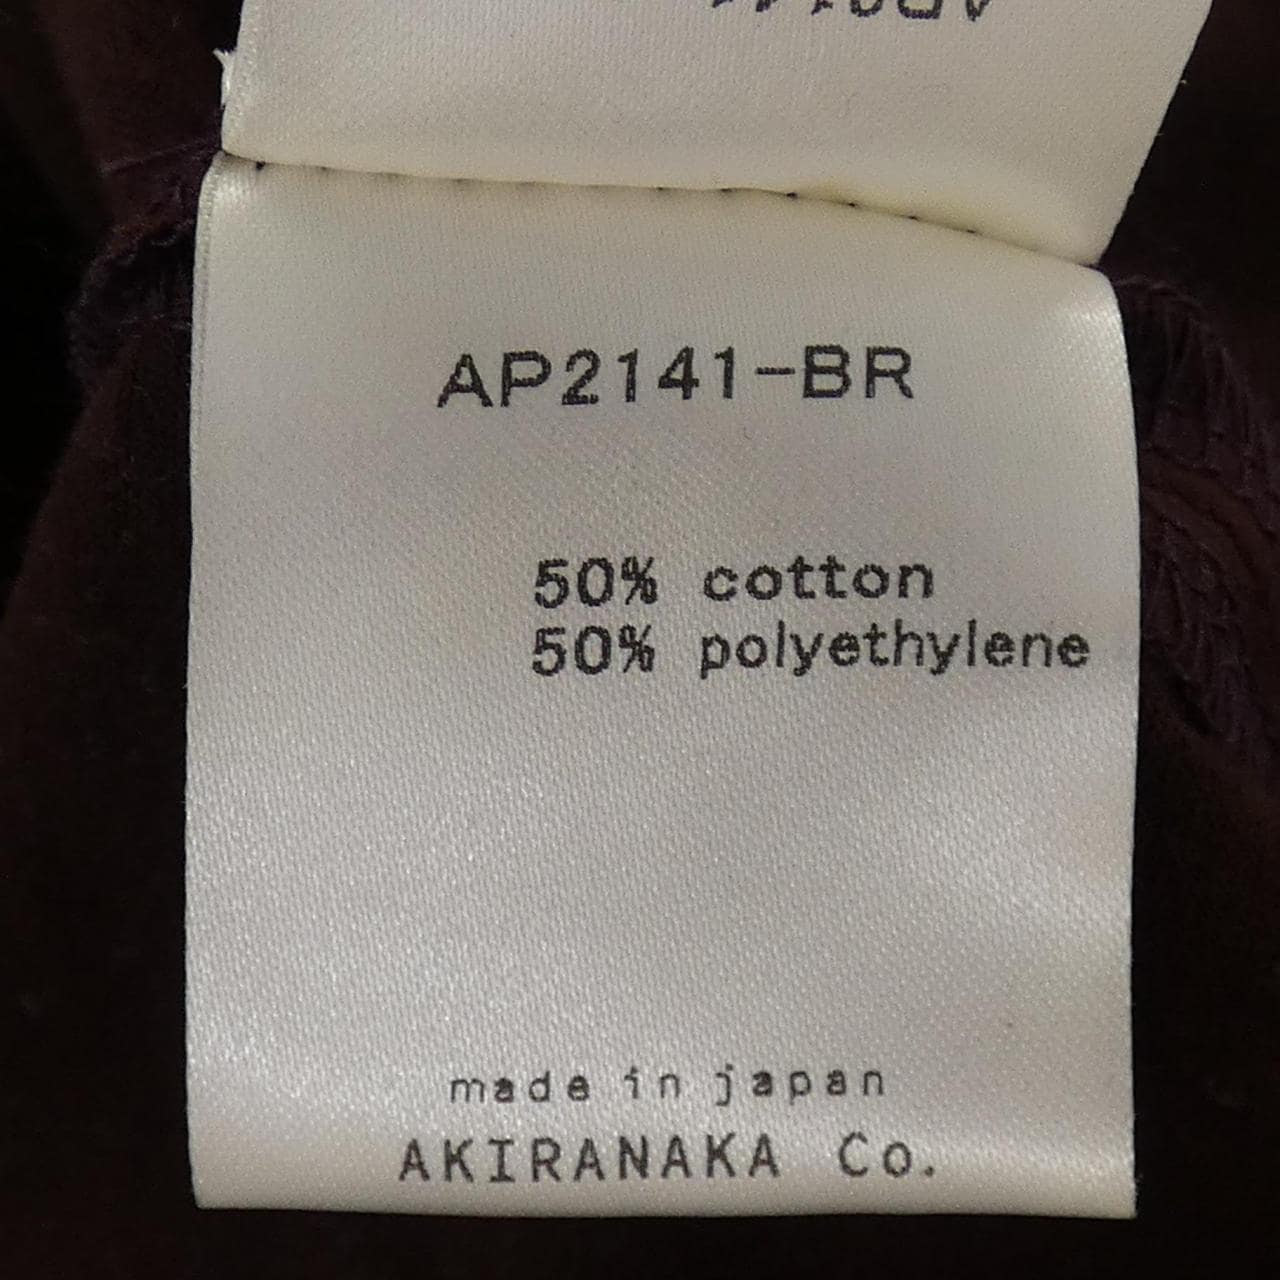 AP2141-BR
50% cotton
50% polyethylene
made in japan
AKIRANAKA Co.